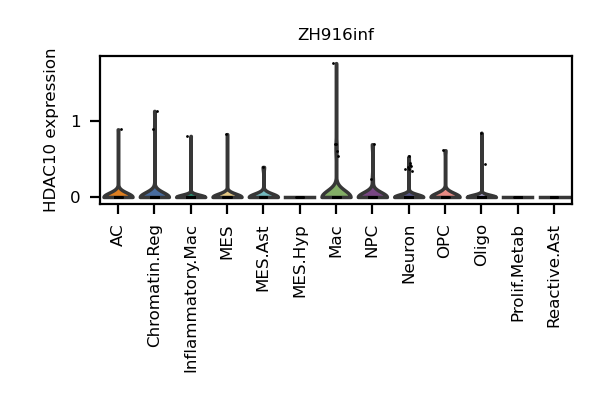 ZH916inf
HDAC10 expression
1
0
AC
Chromatin.Reg
Inflammatory.Mac
MES
MES.Ast
MES.Hyp
Mac
NPC
Neuron
OPC
Oligo
Prolif.Metab
Reactive.Ast